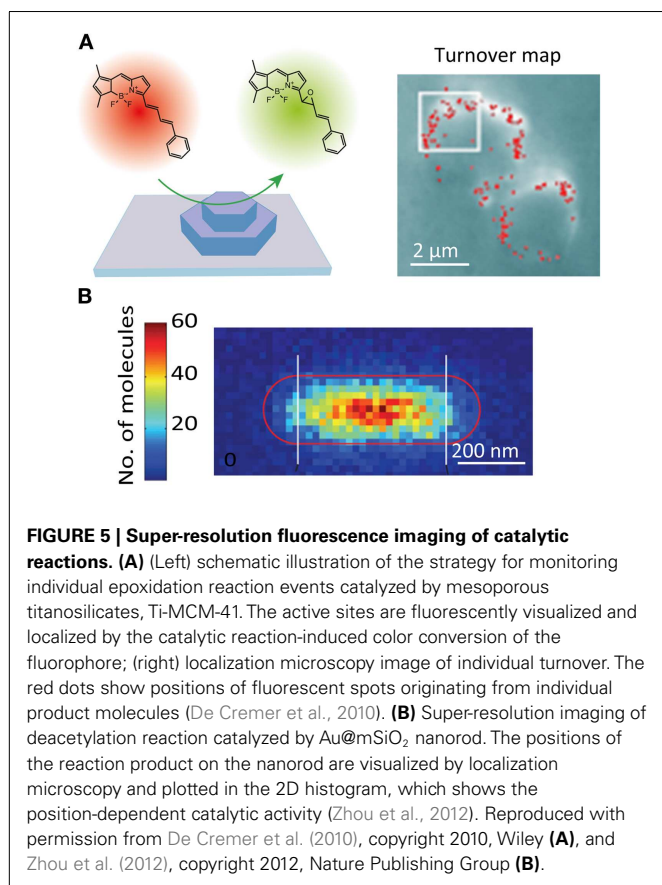 A
Turnover map
N⁺
B⁻
F F
N⁺
B⁻
F F
O
2 µm
B
No. of molecules
60
40
20
0
200 nm
FIGURE 5 | Super-resolution fluorescence imaging of catalytic
reactions. (A) (Left) schematic illustration of the strategy for monitoring
individual epoxidation reaction events catalyzed by mesoporous
titanosilicates, Ti-MCM-41. The active sites are fluorescently visualized and
localized by the catalytic reaction-induced color conversion of the
fluorophore; (right) localization microscopy image of individual turnover. The
red dots show positions of fluorescent spots originating from individual
product molecules (De Cremer et al., 2010). (B) Super-resolution imaging of
deacetylation reaction catalyzed by Au@mSiO₂ nanorod. The positions of
the reaction product on the nanorod are visualized by localization
microscopy and plotted in the 2D histogram, which shows the
position-dependent catalytic activity (Zhou et al., 2012). Reproduced with
permission from De Cremer et al. (2010), copyright 2010, Wiley (A), and
Zhou et al. (2012), copyright 2012, Nature Publishing Group (B).